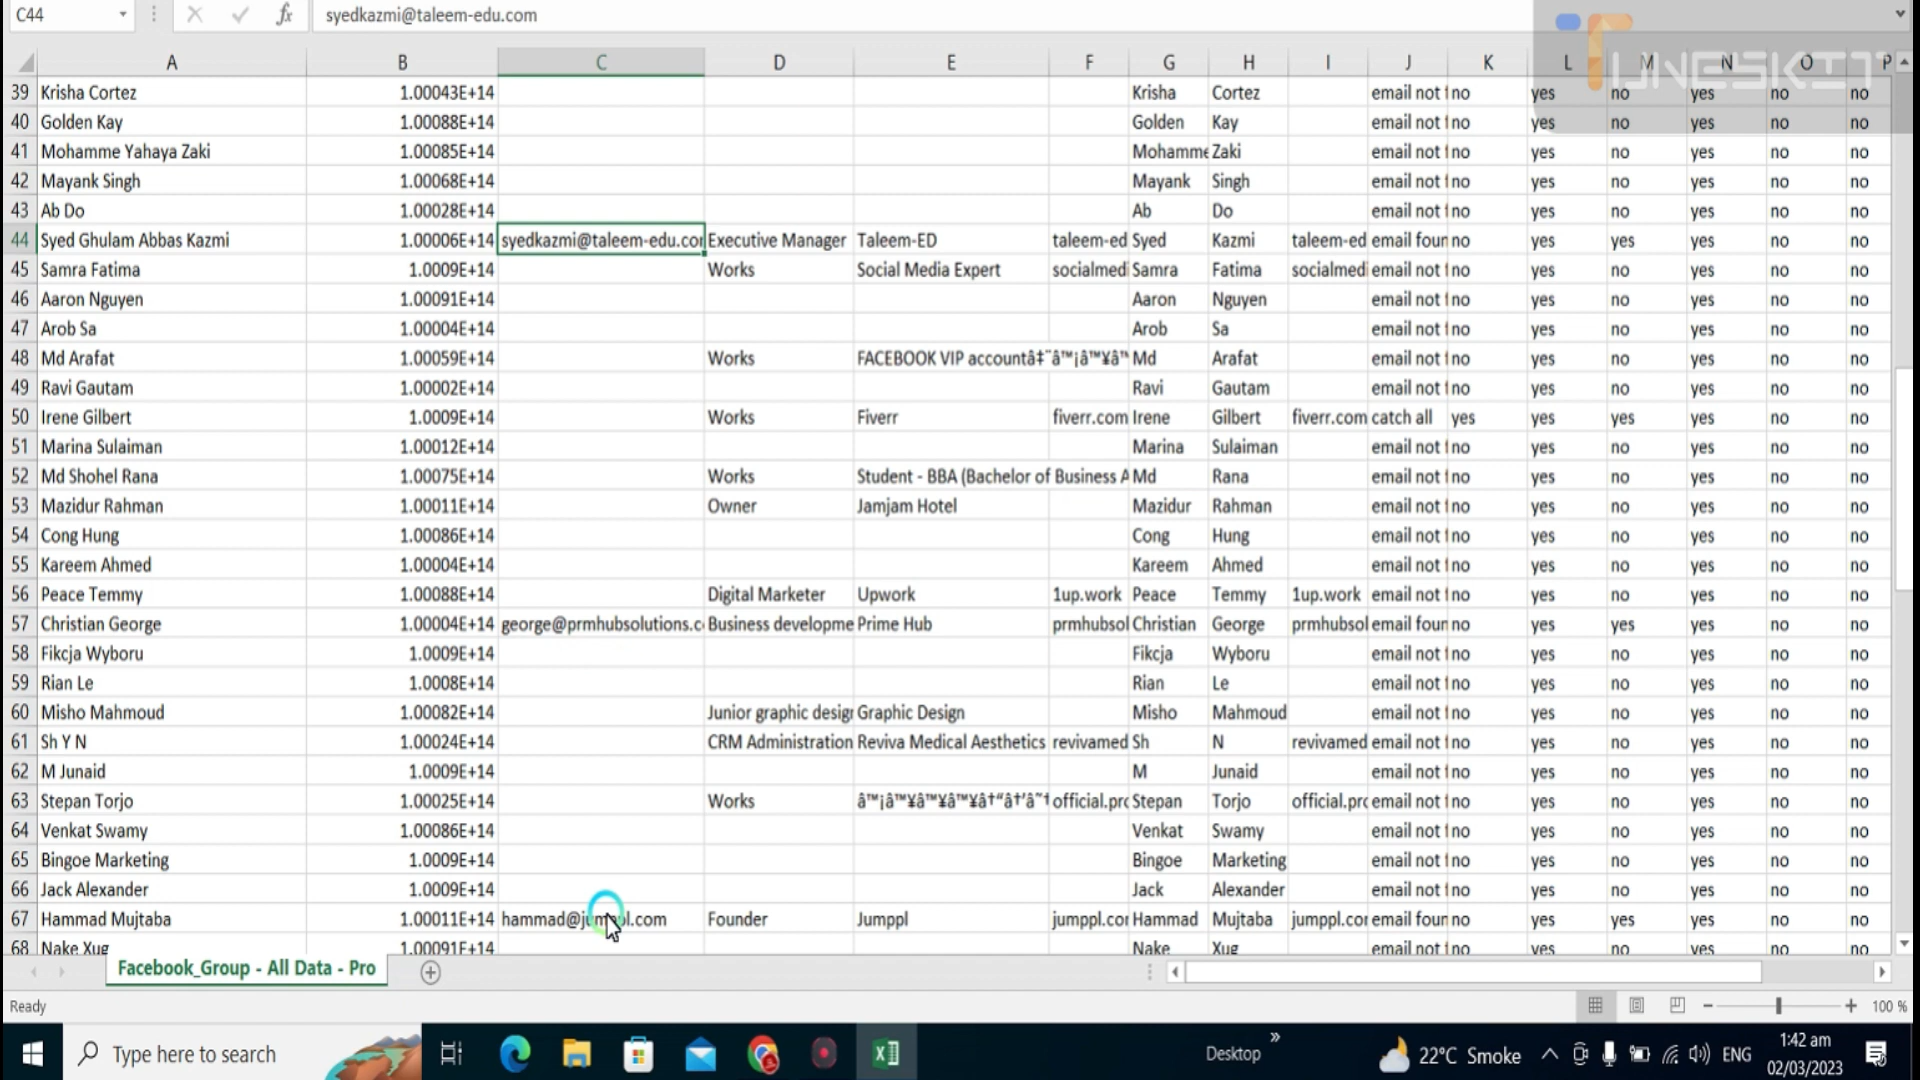 C44 fx syedkazmi@taleem-edu.com
TUNESKIT
A B C D E F G H I J K L M N O P
39 Krisha Cortez 1.00043E+14 Krisha Cortez email not no yes no yes no no
40 Golden Kay 1.00088E+14 Golden Kay email not no yes no yes no no
41 Mohamme Yahaya Zaki 1.00085E+14 Mohamme Zaki email not no yes no yes no no
42 Mayank Singh 1.00068E+14 Mayank Singh email not no yes no yes no no
43 Ab Do 1.00028E+14 Ab Do email not no yes no yes no no
44 Syed Ghulam Abbas Kazmi 1.00006E+14 syedkazmi@taleem-edu.com Executive Manager Taleem-ED taleem-ed Syed Kazmi taleem-ed email foun no yes yes yes no no
45 Samra Fatima 1.0009E+14 Works Social Media Expert socialmedi Samra Fatima socialmedi email not no yes no yes no no
46 Aaron Nguyen 1.00091E+14 Aaron Nguyen email not no yes no yes no no
47 Arob Sa 1.00004E+14 Arob Sa email not no yes no yes no no
48 Md Arafat 1.00059E+14 Works FACEBOOK VIP accountâ‡¨â™¡â™¥â™ Md Arafat email not no yes no yes no no
49 Ravi Gautam 1.00002E+14 Ravi Gautam email not no yes no yes no no
50 Irene Gilbert 1.0009E+14 Works Fiverr fiverr.com Irene Gilbert fiverr.com catch all yes yes yes yes no no
51 Marina Sulaiman 1.00012E+14 Marina Sulaiman email not no yes no yes no no
52 Md Shohel Rana 1.00075E+14 Works Student - BBA (Bachelor of Business A Md Rana email not no yes no yes no no
53 Mazidur Rahman 1.00011E+14 Owner Jamjam Hotel Mazidur Rahman email not no yes no yes no no
54 Cong Hung 1.00086E+14 Cong Hung email not no yes no yes no no
55 Kareem Ahmed 1.00004E+14 Kareem Ahmed email not no yes no yes no no
56 Peace Temmy 1.00088E+14 Digital Marketer Upwork 1up.work Peace Temmy 1up.work email not no yes no yes no no
57 Christian George 1.00004E+14 george@prmhubsolutions.c Business developme Prime Hub prmhubsol Christian George prmhubsol email foun no yes yes yes no no
58 Fikcja Wyboru 1.0009E+14 Fikcja Wyboru email not no yes no yes no no
59 Rian Le 1.0008E+14 Rian Le email not no yes no yes no no
60 Misho Mahmoud 1.00082E+14 Junior graphic desigr Graphic Design Misho Mahmoud email not no yes no yes no no
61 Sh Y N 1.00024E+14 CRM Administration Reviva Medical Aesthetics revivamed Sh N revivamed email not no yes no yes no no
62 M Junaid 1.0009E+14 M Junaid email not no yes no yes no no
63 Stepan Torjo 1.00025E+14 Works official.pro Stepan Torjo official.pro email not no yes no yes no no
64 Venkat Swamy 1.00086E+14 Venkat Swamy email not no yes no yes no no
65 Bingoe Marketing 1.0009E+14 Bingoe Marketing email not no yes no yes no no
66 Jack Alexander 1.0009E+14 Jack Alexander email not no yes no yes no no
67 Hammad Mujtaba 1.00011E+14 hammad@jumppl.com Founder Jumppl jumppl.com Hammad Mujtaba jumppl.com email foun no yes yes yes no no
68 Nake Xug 1.00091E+14 Nake Xug email not no yes no yes no no
Facebook_Group - All Data - Pro
Ready 100 %
Type here to search Desktop 22°C Smoke ENG 1:42 am
02/03/2023